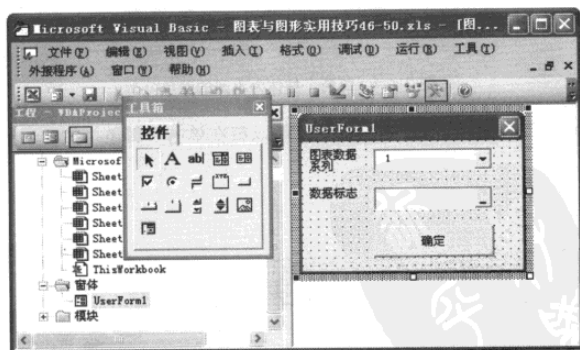 Microsoft Visual Basic - 图表与图形实用技巧46-50.xls - [图...
文件(F) 编辑(E) 视图(V) 插入(I) 格式(O) 调试(D) 运行(R) 工具(T)
外接程序(A) 窗口(W) 帮助(H)
工程 - VBAProjec
工具箱
控件
A abl
Microsof
Sheet
Sheet
Sheet
Sheet
Sheet
Sheet
ThisWorkbook
窗体
UserForm1
模块
UserForm1
图表数据
系列
1
数据标志
确定